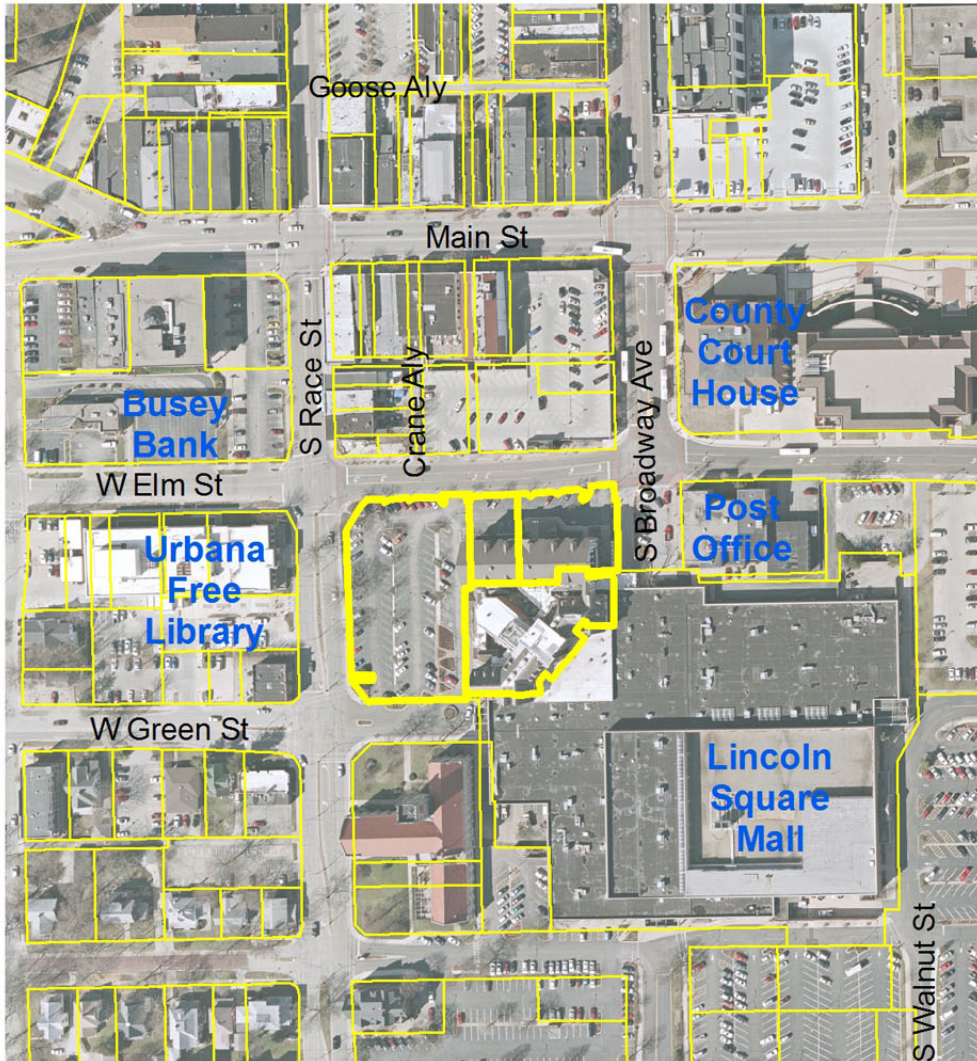 Goose Aly
Main St
S Race St
Crane Aly
S Broadway Ave
County
Court
House
Busey
Bank
W Elm St
Post
Office
Urbana
Free
Library
W Green St
Lincoln
Square
Mall
S Walnut St